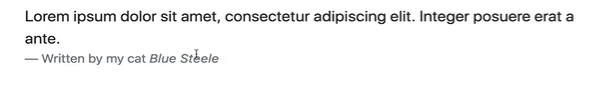 Lorem ipsum dolor sit amet, consectetur adipiscing elit. Integer posuere erat a
ante.
— Written by my cat Blue Steele